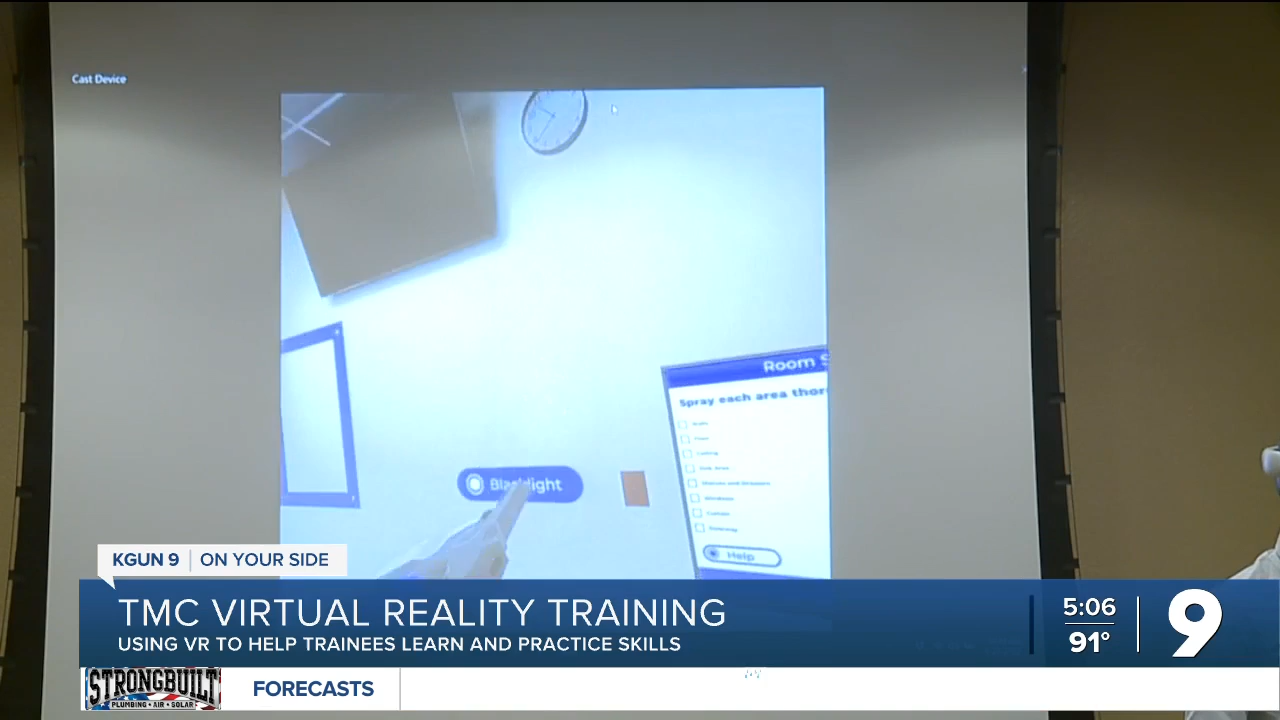 Cast Device
Room S
Spray each area thor
Blacklight
Help
KGUN 9 | ON YOUR SIDE
TMC VIRTUAL REALITY TRAINING
USING VR TO HELP TRAINEES LEARN AND PRACTICE SKILLS
5:06
91°
9
STRONGBUILT
PLUMBING • AIR • SOLAR
FORECASTS